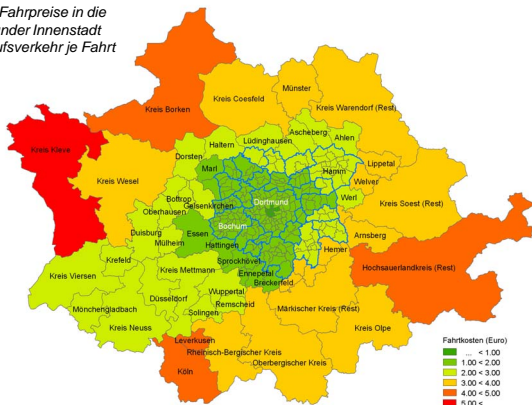 Fahrpreise in die
under Innenstadt
ufsverkehr je Fahrt
Münster
Kreis Coesfeld
Kreis Borken
Kreis Warendorf (Rest)
Ascheberg
Ahlen
Lüdinghausen
Haltern
Kreis Kleve
Dorsten
Lippetal
Marl
Hamm
Kreis Wesel
Welver
Bottrop
Werl
Gelsenkirchen
Dortmund
Kreis Soest (Rest)
Oberhausen
Bochum
Duisburg
Essen
Arnsberg
Mülheim
Hattingen
Hemer
Krefeld
Sprockhövel
Kreis Mettmann
Hochsauerlandkreis (Rest)
Kreis Viersen
Ennepetal
Breckerfeld
Wuppertal
Düsseldorf
Remscheid
Mönchengladbach
Märkischer Kreis (Rest)
Solingen
Kreis Neuss
Kreis Olpe
Leverkusen
Rheinisch-Bergischer Kreis
Oberbergischer Kreis
Köln
Fahrtkosten (Euro)
... < 1.00
1.00 < 2.00
2.00 < 3.00
3.00 < 4.00
4.00 < 5.00
5.00 <